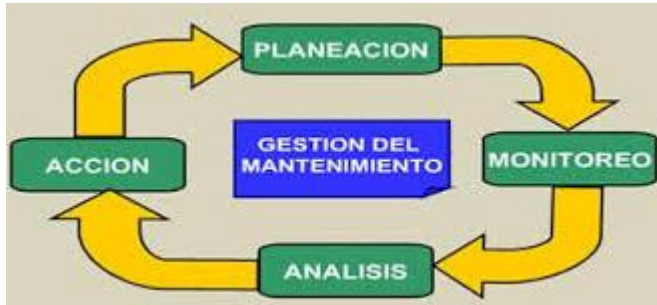 PLANEACION
ACCION
GESTION DEL
MANTENIMIENTO
MONITOREO
ANALISIS